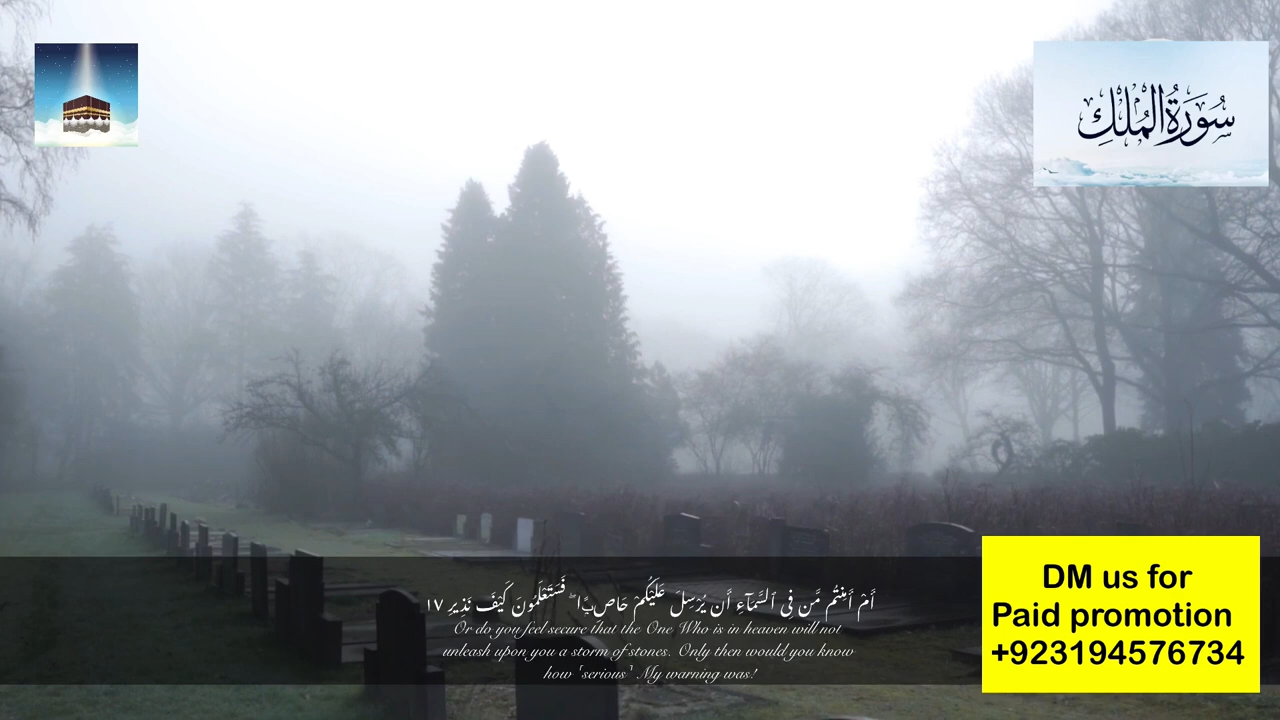 سُورَةُ المُلْكِ
أَمْ أَمِنتُم مَّن فِى ٱلسَّمَآءِ أَن يُرْسِلَ عَلَيْكُمْ حَاصِبًۭا ۖ فَسَتَعْلَمُونَ كَيْفَ نَذِيرِ ١٧
Or do you feel secure that the One Who is in heaven will not
unleash upon you a storm of stones. Only then would you know
how ˹serious˺ My warning was!
DM us for
Paid promotion
+923194576734